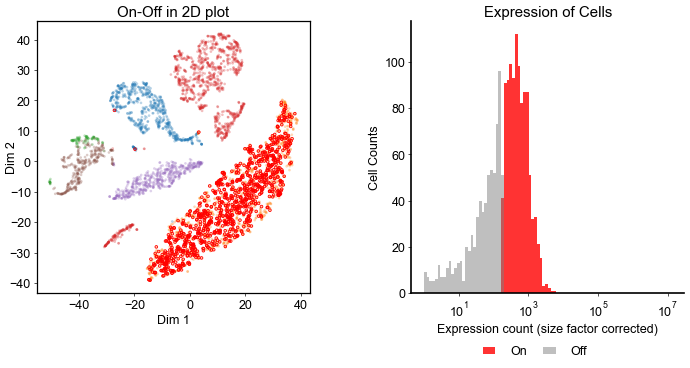 On-Off in 2D plot
Dim 2
40
30
20
10
0
−10
−20
−30
−40
−40 −20 0 20 40
Dim 1
Expression of Cells
Cell Counts
100
80
60
40
20
0
10^1 10^3 10^5 10^7
Expression count (size factor corrected)
On Off